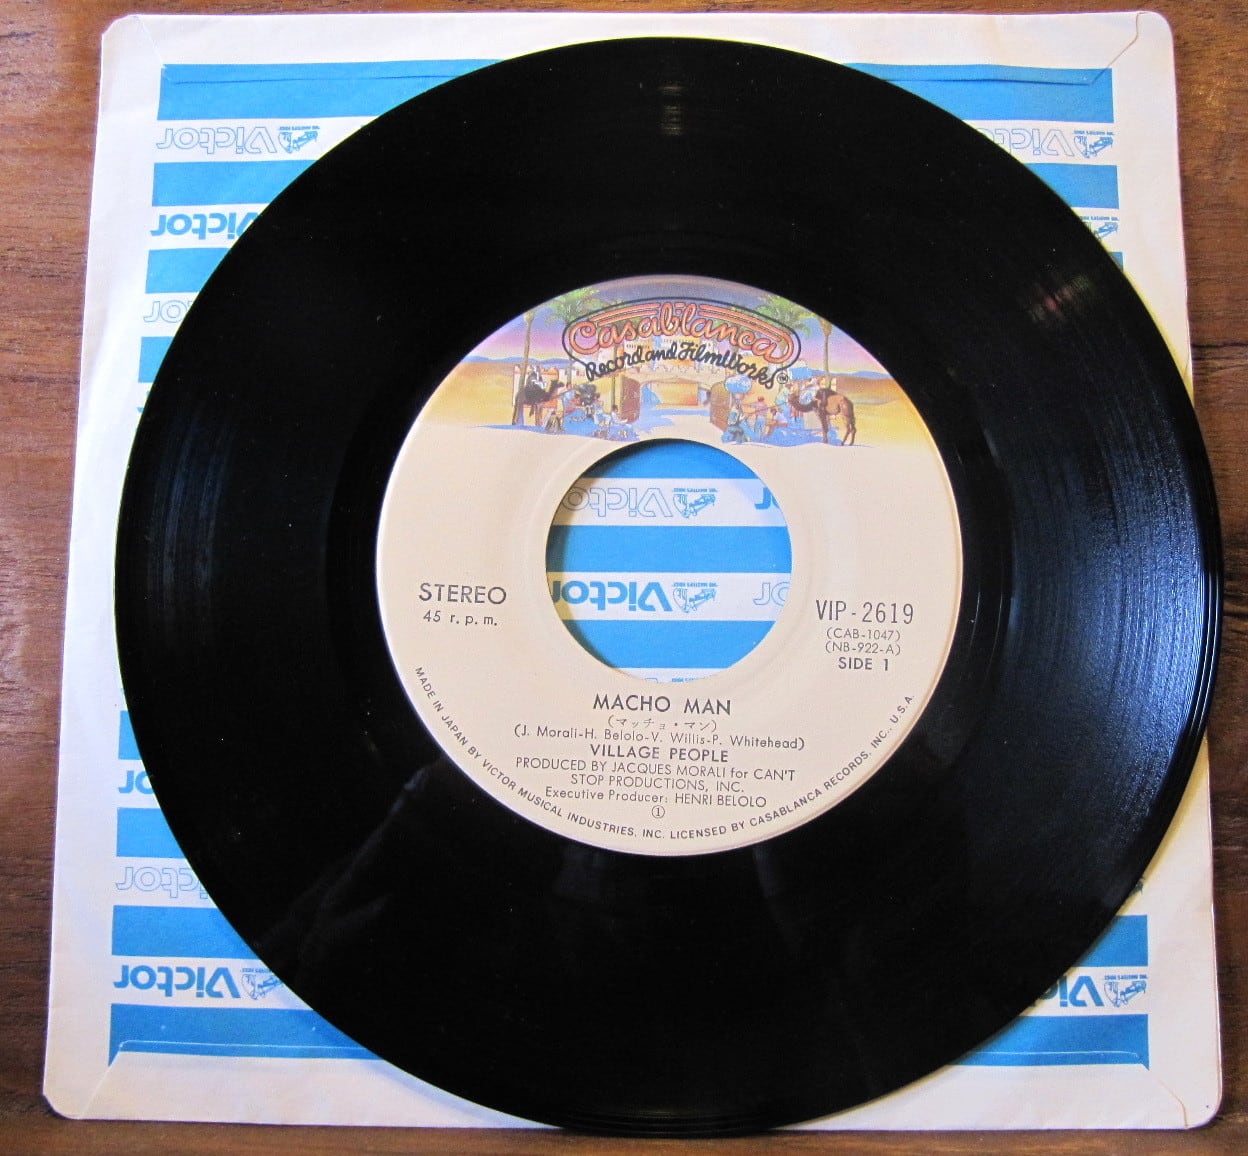 Victor
Victor
Victor
Casablanca
Record and FilmWorks
TM
Victor
Victor
STEREO
45 r.p.m.
VIP-2619
(CAB-1047)
(NB-922-A)
SIDE 1
MACHO MAN
(マッチョ・マン)
(J. Morali-H. Belolo-V. Willis-P. Whitehead)
VILLAGE PEOPLE
PRODUCED BY JACQUES MORALI for CAN'T
STOP PRODUCTIONS, INC.
Executive Producer: HENRI BELOLO
①
MADE IN JAPAN BY VICTOR MUSICAL INDUSTRIES, INC. LICENSED BY CASABLANCA RECORDS, INC., U.S.A.
Victor
Victor